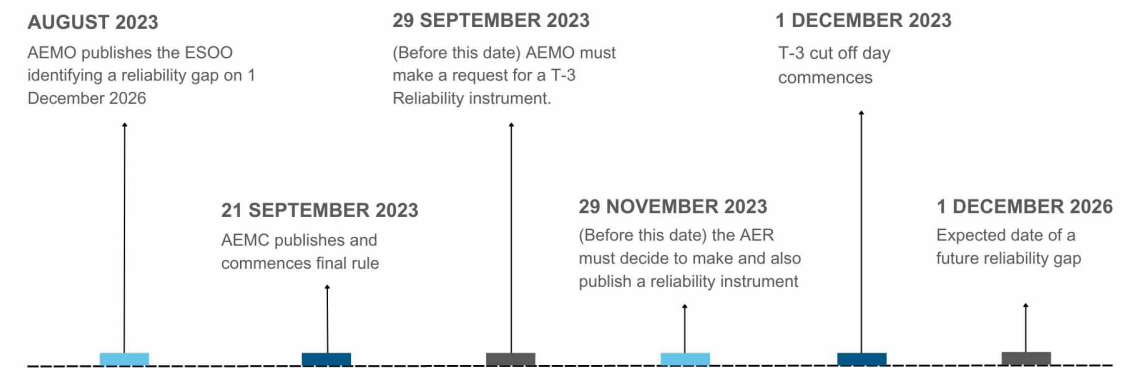 AUGUST 2023
AEMO publishes the ESOO
identifying a reliability gap on 1
December 2026
21 SEPTEMBER 2023
AEMC publishes and
commences final rule
29 SEPTEMBER 2023
(Before this date) AEMO must
make a request for a T-3
Reliability instrument.
29 NOVEMBER 2023
(Before this date) the AER
must decide to make and also
publish a reliability instrument
1 DECEMBER 2023
T-3 cut off day
commences
1 DECEMBER 2026
Expected date of a
future reliability gap